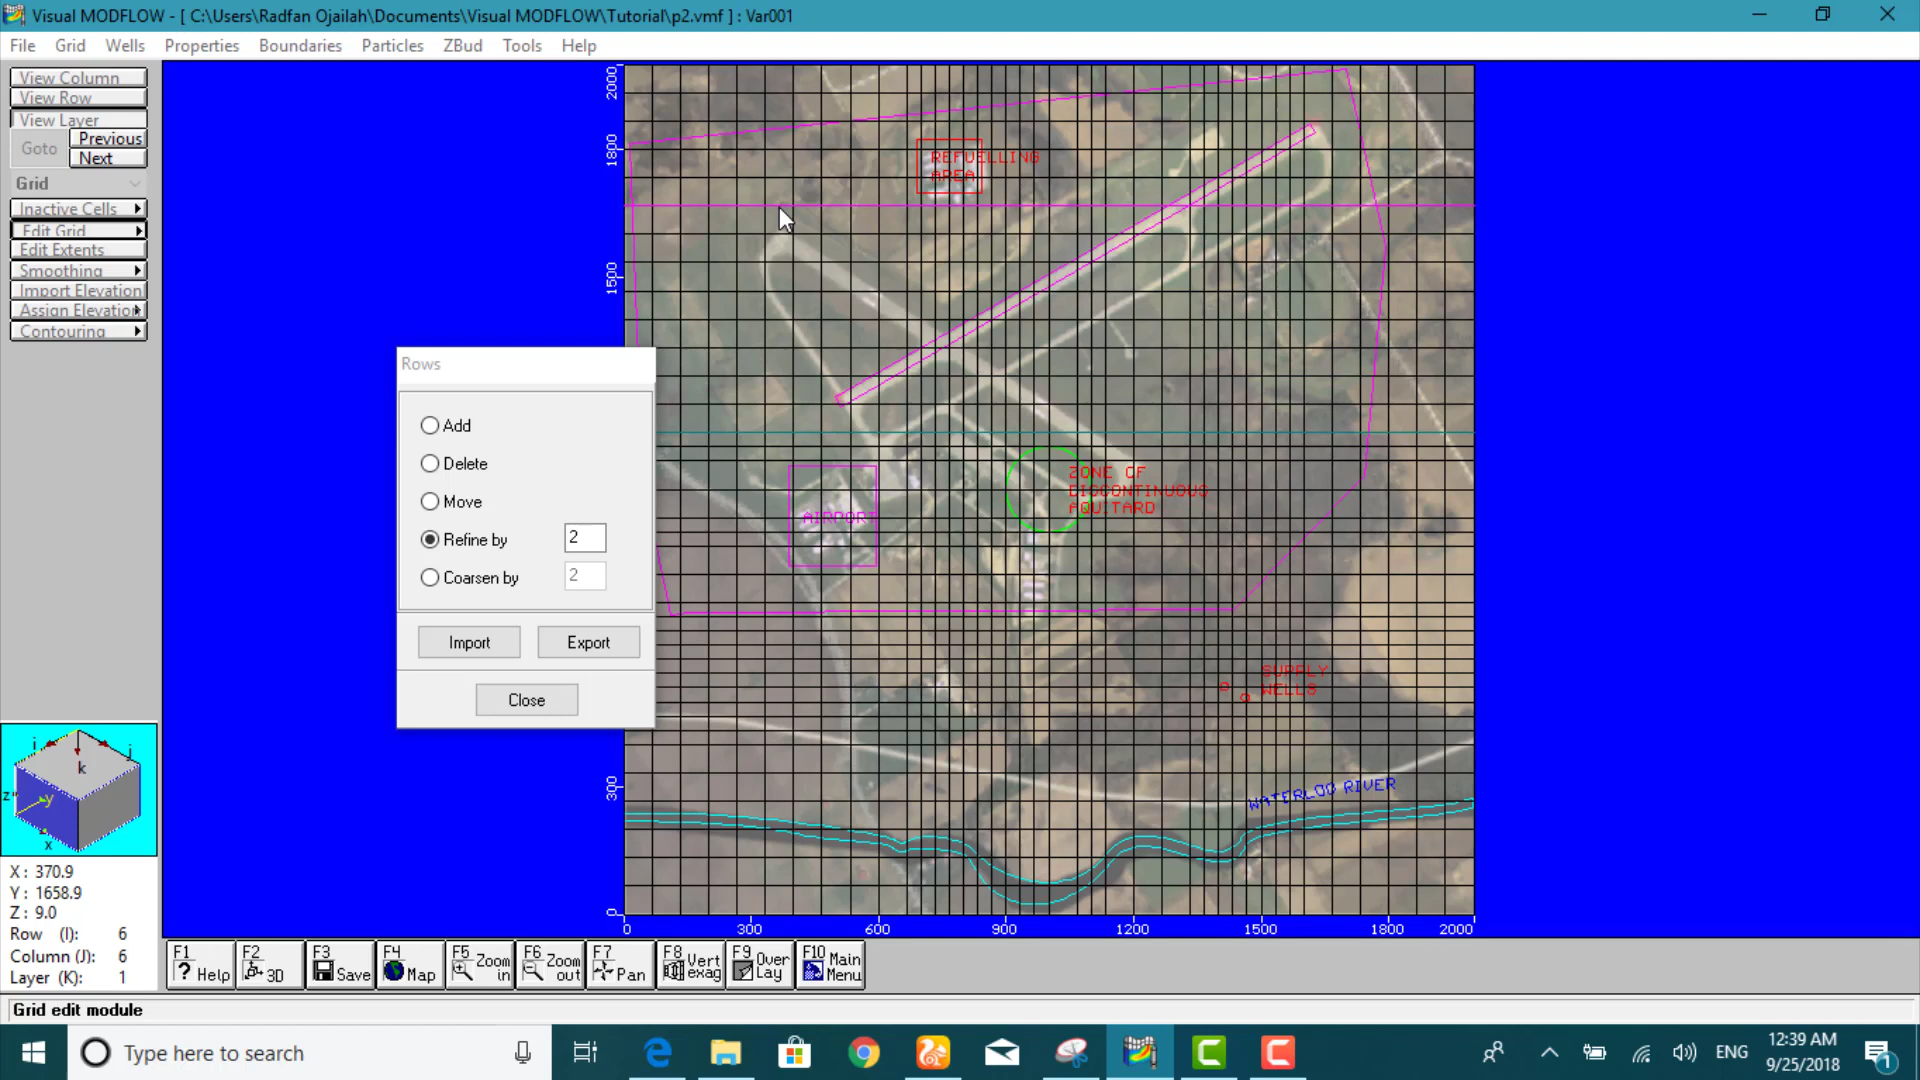 Visual MODFLOW - [ C:\Users\Radfan Ojailah\Documents\Visual MODFLOW\Tutorial\p2.vmf ] : Var001
File Grid Wells Properties Boundaries Particles ZBud Tools Help
View Column
View Row
View Layer
Goto
Previous
Next
Grid
Inactive Cells
Edit Grid
Edit Extents
Smoothing
Import Elevation
Assign Elevation
Contouring
2000
1800
1500
300
0
REFUELLING
AREA
AIRPORT
ZONE OF
DISCONTINUOUS
AQUITARD
SUPPLY
WELLS
WATERLOO RIVER
0 300 600 900 1200 1500 1800 2000
Rows
Add
Delete
Move
Refine by 2
Coarsen by 2
Import Export
Close
i j
k
z
y
x
X : 370.9
Y : 1658.9
Z : 9.0
Row (I): 6
Column (J): 6
Layer (K): 1
F1 ? Help
F2 3D
F3 Save
F4 Map
F5 Zoom in
F6 Zoom out
F7 Pan
F8 Vert exag
F9 Over Lay
F10 Main Menu
Grid edit module
Type here to search
ENG
12:39 AM
9/25/2018
1